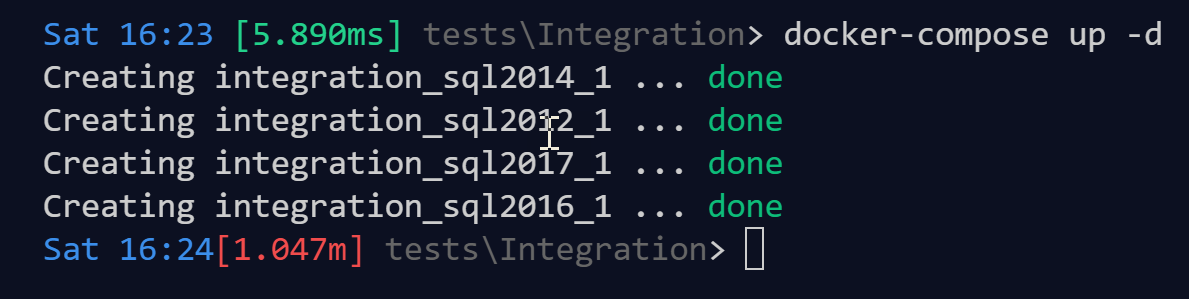 Sat 16:23 [5.890ms] tests\Integration> docker-compose up -d
Creating integration_sql2014_1 ... done
Creating integration_sql2012_1 ... done
Creating integration_sql2017_1 ... done
Creating integration_sql2016_1 ... done
Sat 16:24[1.047m] tests\Integration>